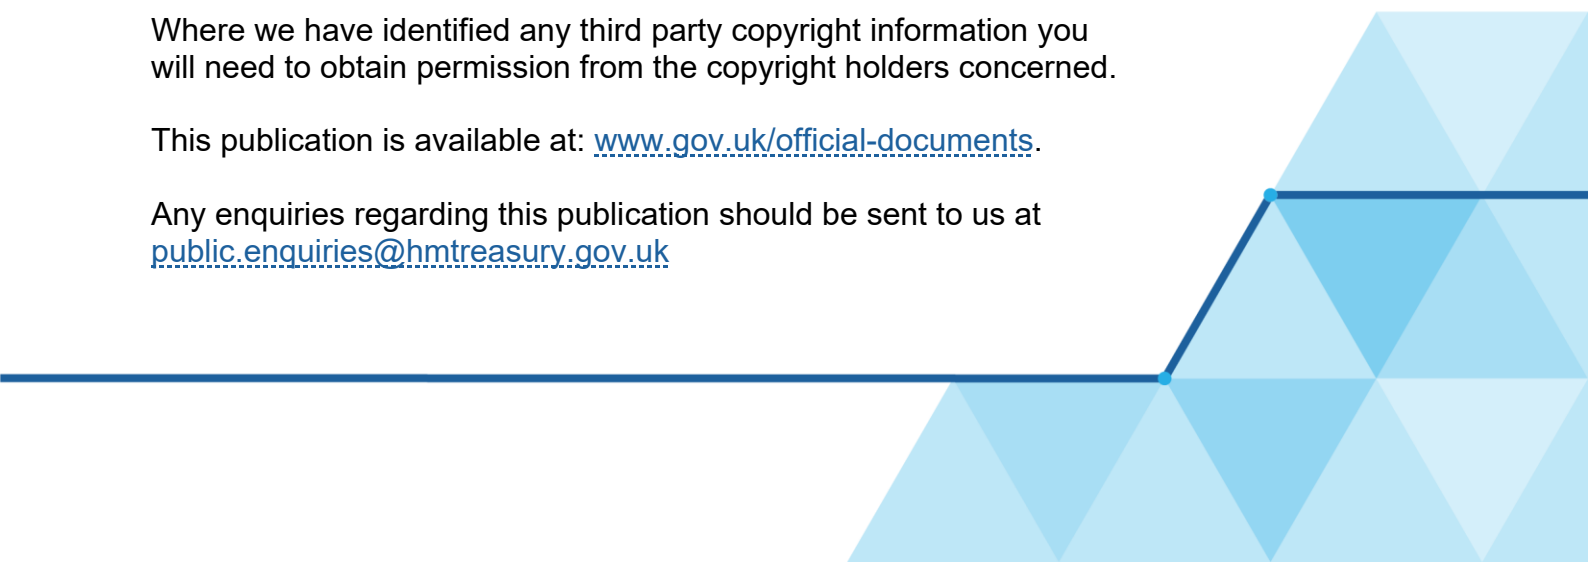 Where we have identified any third party copyright information you
will need to obtain permission from the copyright holders concerned.
This publication is available at: www.gov.uk/official-documents.
Any enquiries regarding this publication should be sent to us at
public.enquiries@hmtreasury.gov.uk